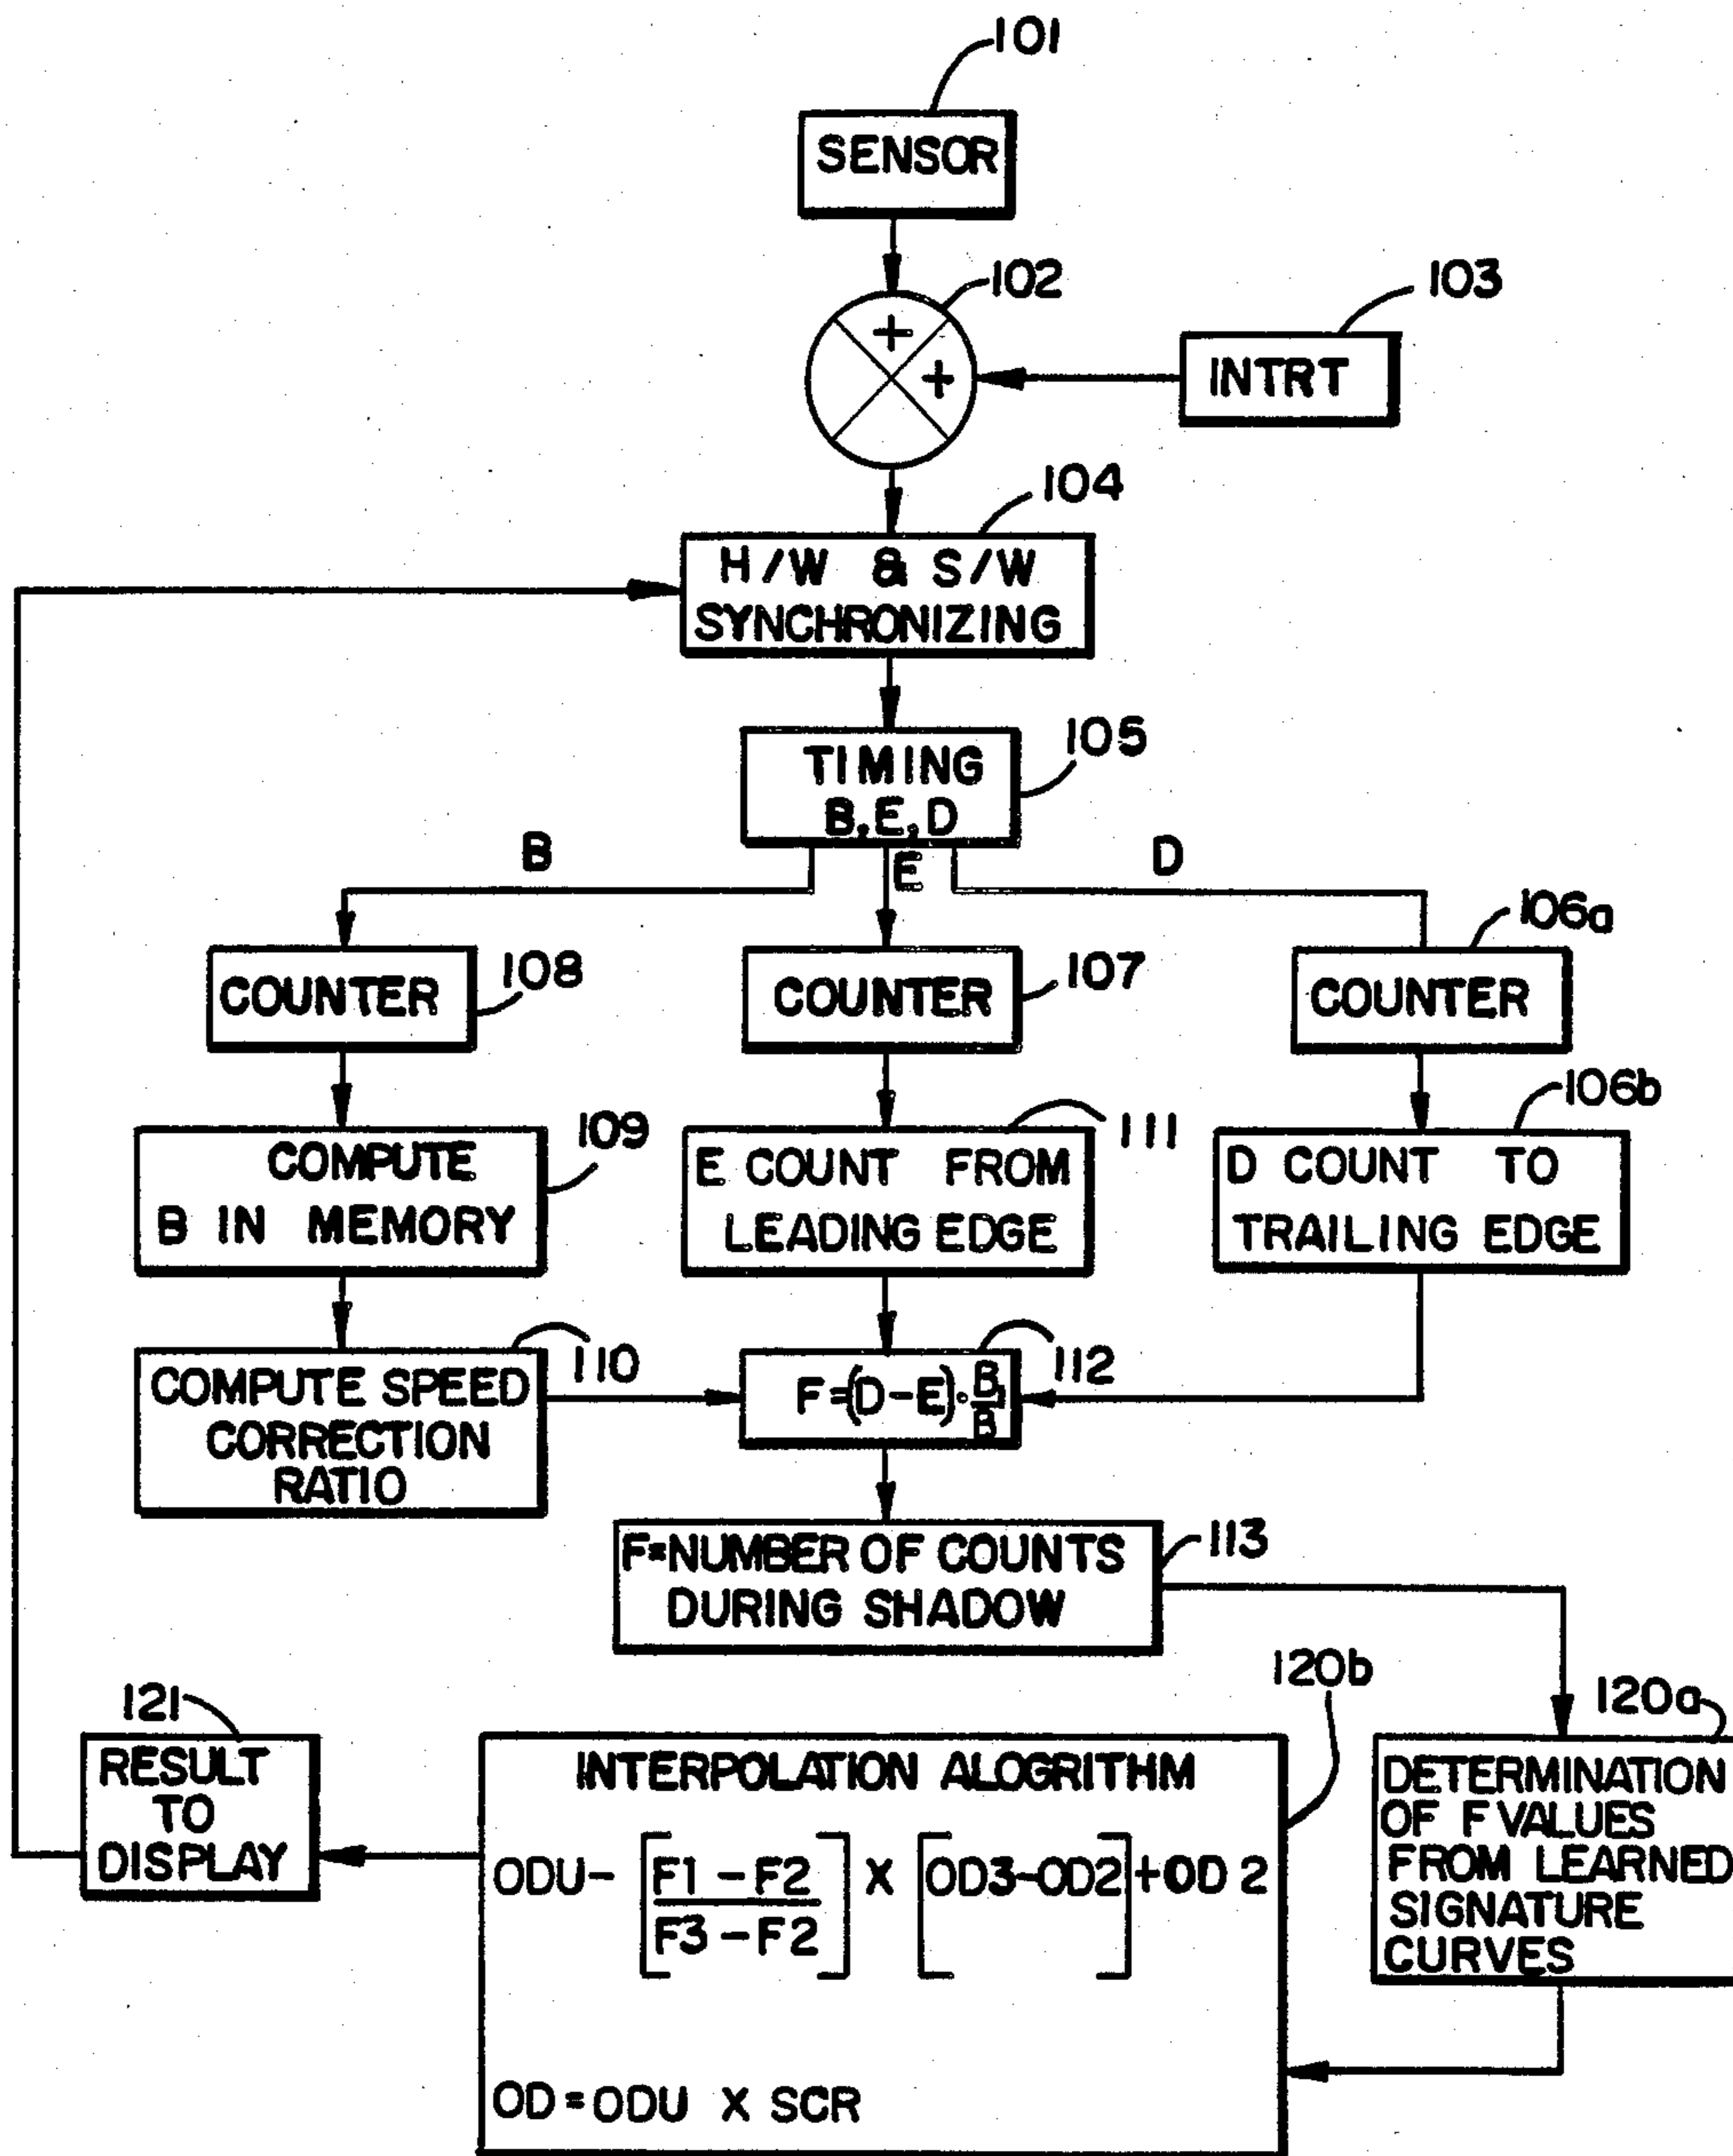 101
SENSOR
102
103
+
+
INTRT
104
H/W & S/W
SYNCHRONIZING
105
TIMING
B,E,D
B
E
D
106a
108
107
COUNTER
COUNTER
COUNTER
106b
109
111
COMPUTE
B IN MEMORY
E COUNT FROM
LEADING EDGE
D COUNT TO
TRAILING EDGE
110
112
COMPUTE SPEED
CORRECTION
RATIO
F=(D-E)·B1/B
113
F=NUMBER OF COUNTS
DURING SHADOW
120b
121
120a
RESULT
TO
DISPLAY
INTERPOLATION ALOGRITHM
ODU- [F1-F2/F3-F2] X [OD3-OD2]+OD2
OD=ODU X SCR
DETERMINATION
OF F VALUES
FROM LEARNED
SIGNATURE
CURVES